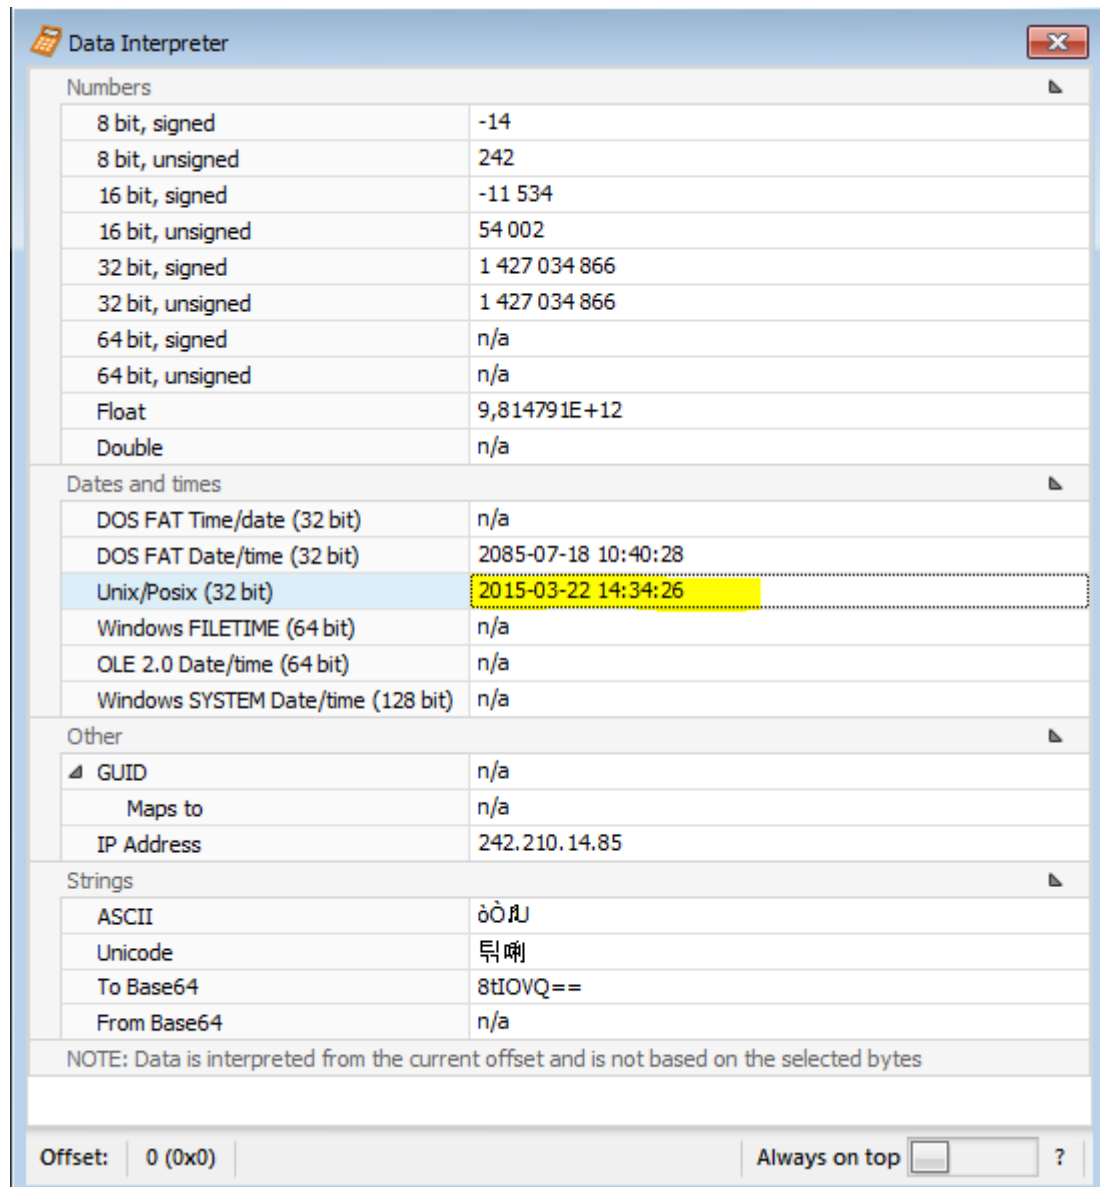 Data Interpreter
Numbers
8 bit, signed -14
8 bit, unsigned 242
16 bit, signed -11 534
16 bit, unsigned 54 002
32 bit, signed 1 427 034 866
32 bit, unsigned 1 427 034 866
64 bit, signed n/a
64 bit, unsigned n/a
Float 9,814791E+12
Double n/a
Dates and times
DOS FAT Time/date (32 bit) n/a
DOS FAT Date/time (32 bit) 2085-07-18 10:40:28
Unix/Posix (32 bit) 2015-03-22 14:34:26
Windows FILETIME (64 bit) n/a
OLE 2.0 Date/time (64 bit) n/a
Windows SYSTEM Date/time (128 bit) n/a
Other
GUID n/a
Maps to n/a
IP Address 242.210.14.85
Strings
ASCII
Unicode 틲唎
To Base64 8tIOVQ==
From Base64 n/a
NOTE: Data is interpreted from the current offset and is not based on the selected bytes
Offset: 0 (0x0) Always on top ?